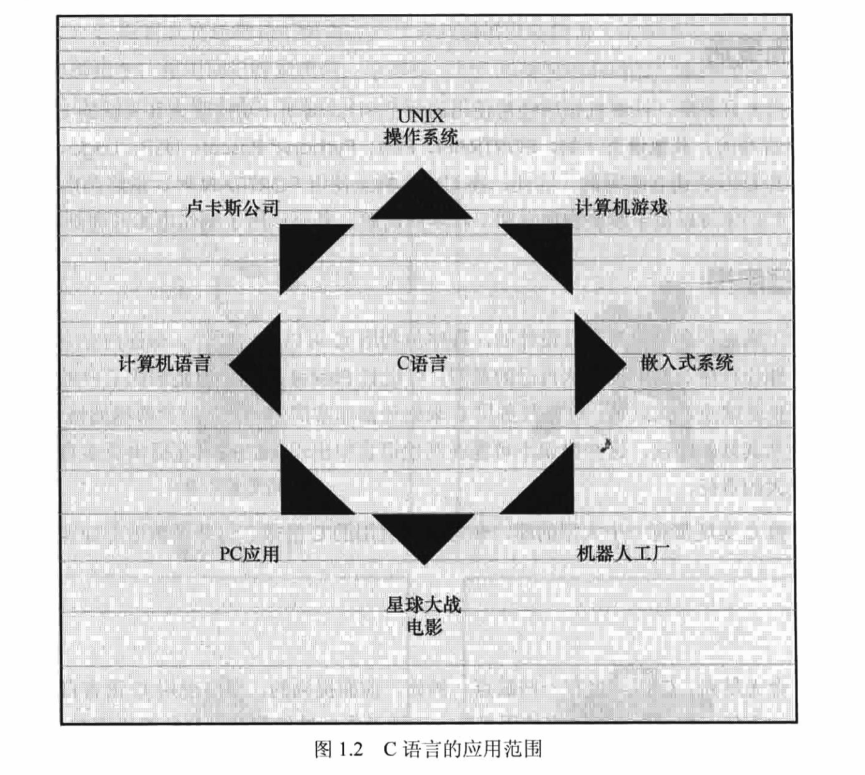 UNIX
操作系统
卢卡斯公司
计算机游戏
计算机语言
C语言
嵌入式系统
PC应用
机器人工厂
星球大战
电影
图 1.2 C 语言的应用范围